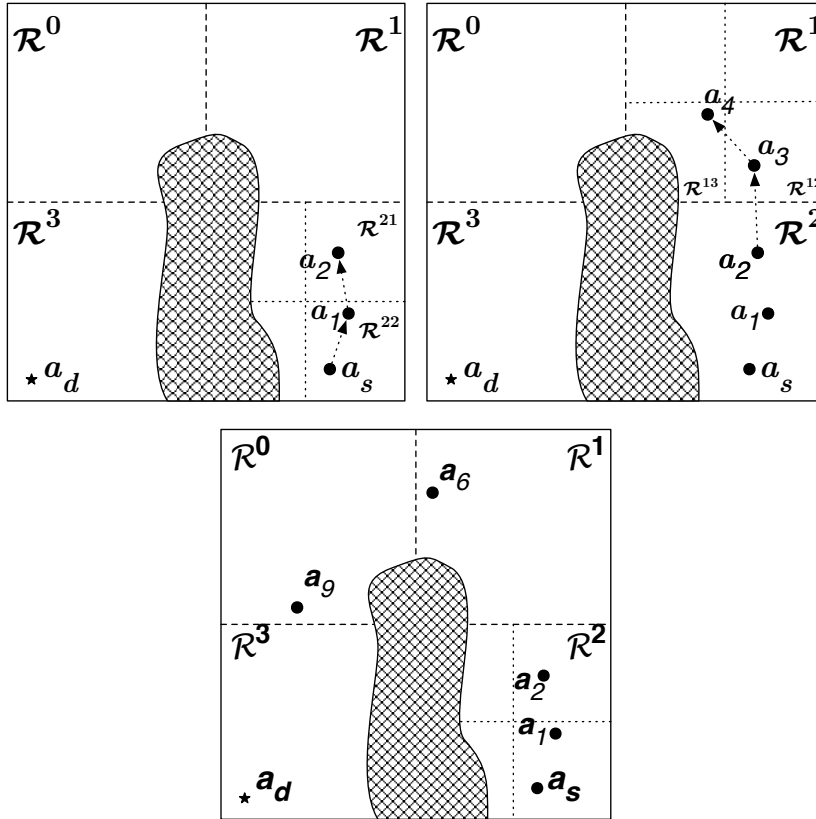 R^0 R^1
R^3 R^21
a_2
a_1 R^22
a_d a_s
R^0 R^1
a_4
a_3
R^13 R^12
R^3 R^2
a_2
a_1
a_d a_s
R^0 R^1
a_6
a_9
R^3 R^2
a_2
a_1
a_d a_s